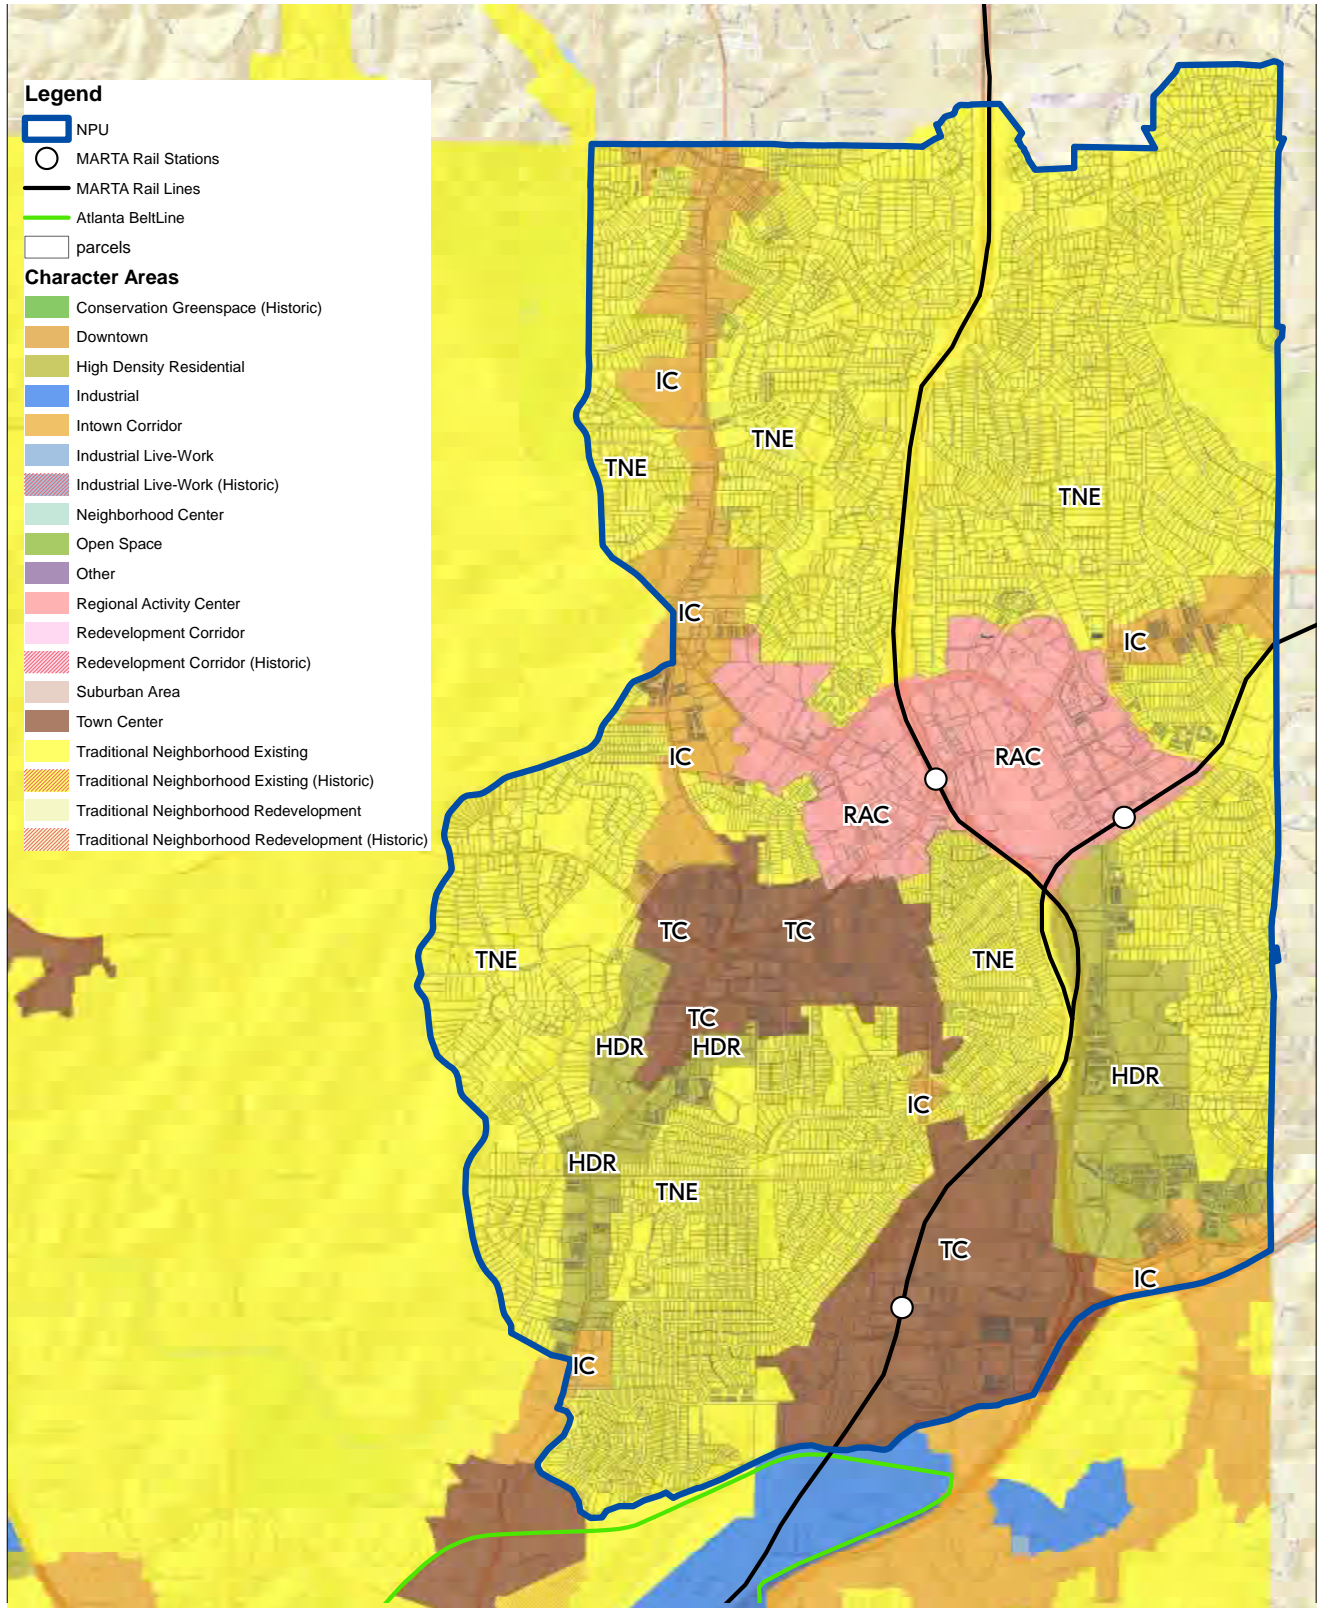 Legend
NPU
MARTA Rail Stations
MARTA Rail Lines
Atlanta BeltLine
parcels
Character Areas
Conservation Greenspace (Historic)
Downtown
High Density Residential
Industrial
Intown Corridor
Industrial Live-Work
Industrial Live-Work (Historic)
Neighborhood Center
Open Space
Other
Regional Activity Center
Redevelopment Corridor
Redevelopment Corridor (Historic)
Suburban Area
Town Center
Traditional Neighborhood Existing
Traditional Neighborhood Existing (Historic)
Traditional Neighborhood Redevelopment
Traditional Neighborhood Redevelopment (Historic)
IC
TNE
TNE
TNE
IC
IC
IC
RAC
RAC
TC
TC
TNE
TNE
TC
HDR
HDR
HDR
IC
HDR
TNE
TC
IC
IC